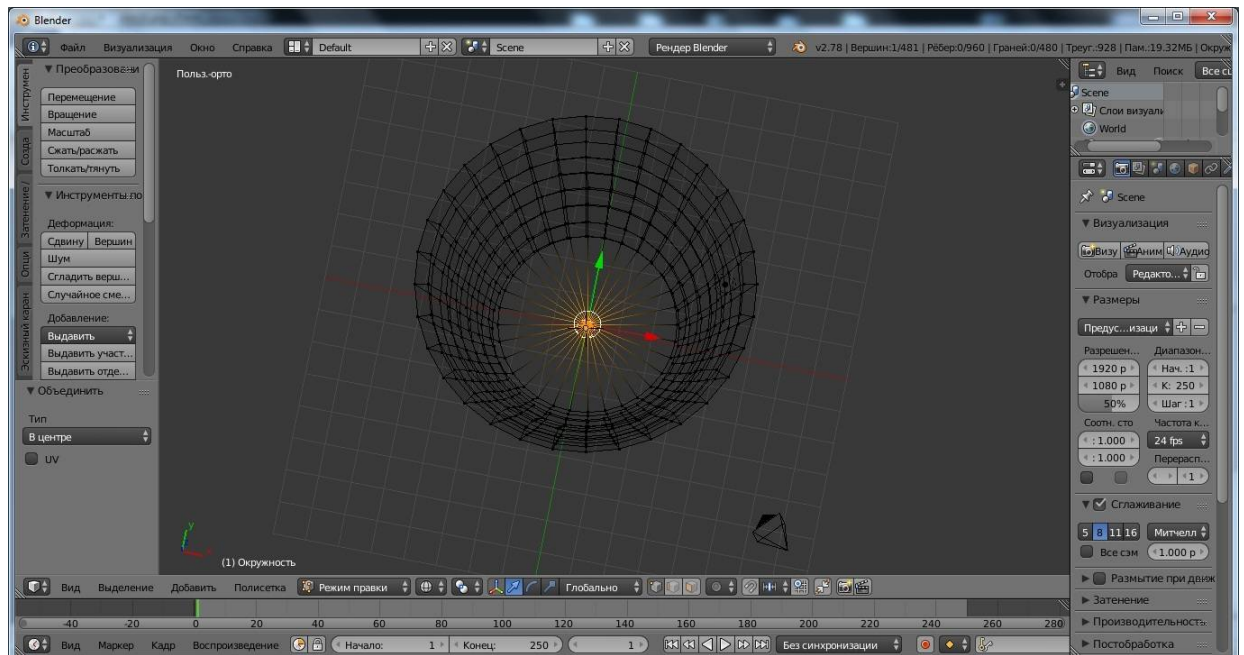 Blender
Файл Визуализация Окно Справка Default Scene Рендер Blender v2.78 | Вершин:1/481 | Рёбер:0/960 | Граней:0/480 | Треуг.:928 | Пам.:19.32МБ | Окруж
Инструмен
Созда
Затенение /
Опци
Эскизный каран
▼ Преобразовани
Перемещение
Вращение
Масштаб
Сжать/расжать
Толкать/тянуть
▼ Инструменты по
Деформация:
Сдвину Вершин
Шум
Сгладить верш...
Случайное сме...
Добавление:
Выдавить
Выдавить участ...
Выдавить отде...
▼ Объединить
Тип
В центре
UV
Польз.-орто
y
x
(1) Окружность
Вид Поиск Все сц
Scene
Слои визуалі
World
Scene
▼ Визуализация
Визу Аним Аудио
Отобра Редакто...
▼ Размеры
Предус...изаци
Разрешен... Диапазон...
1920 p Нач. :1
1080 p К: 250
50% Шаг :1
Соотн. сто Частота к...
: 1.000 24 fps
: 1.000 Перерасп...
1
▼ Сглаживание
5 8 11 16 Митчелл
Все сэм 1.000 p
▶ Размытие при движ
▶ Затенение
▶ Производительность
▶ Постобработка
Вид Выделение Добавить Полисетка Режим правки Глобально
-40 -20 0 20 40 60 80 100 120 140 160 180 200 220 240 260 280
Вид Маркер Кадр Воспроизведение Начало: 1 Конец: 250 1 Без синхронизации